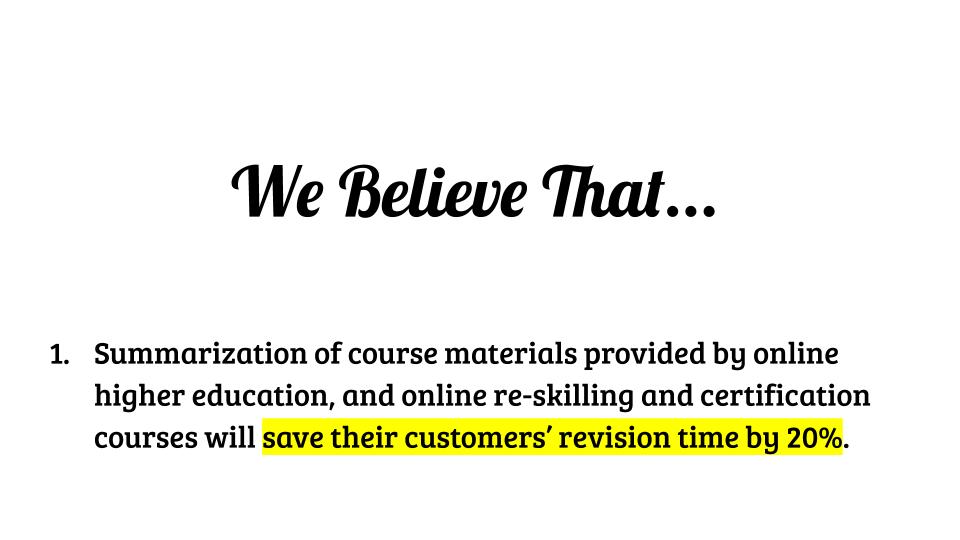 We Believe That...
1. Summarization of course materials provided by online
higher education, and online re-skilling and certification
courses will save their customers’ revision time by 20%.